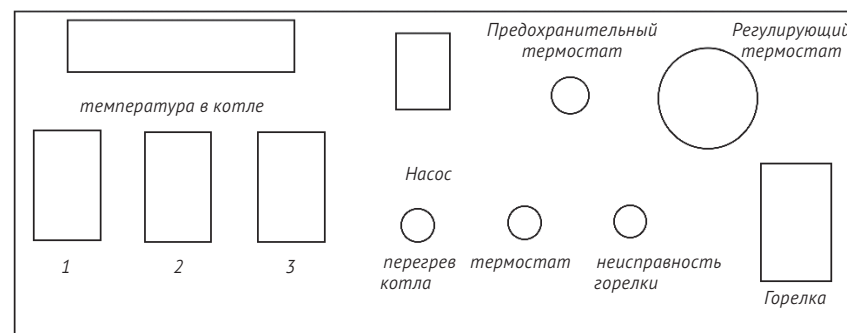 Предохранительный
термостат
Регулирующий
термостат
температура в котле
Насос
1
2
3
перегрев
котла
термостат
неисправность
горелки
Горелка